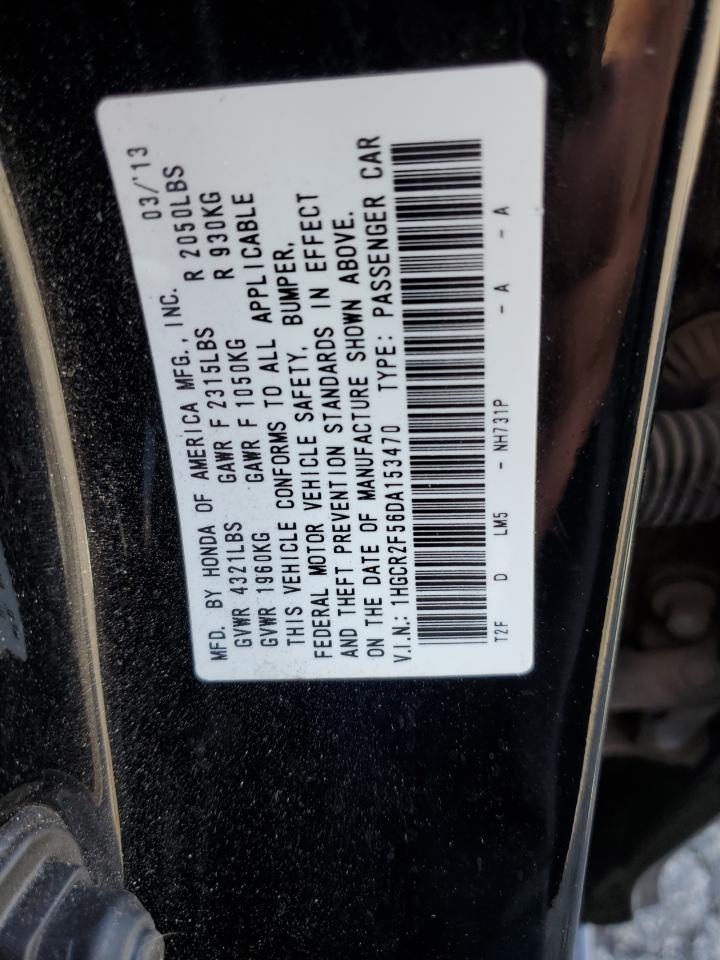 MFD. BY HONDA OF AMERICA MFG., INC. 03/'13
GVWR 4321LBS GAWR F 2315LBS R 2050LBS
GVWR 1960KG GAWR F 1050KG R 930KG
THIS VEHICLE CONFORMS TO ALL APPLICABLE
FEDERAL MOTOR VEHICLE SAFETY, BUMPER,
AND THEFT PREVENTION STANDARDS IN EFFECT
ON THE DATE OF MANUFACTURE SHOWN ABOVE.
V.I.N.: 1HGCR2F56DA153470 TYPE: PASSENGER CAR
T2F D LM5 - NH731P - A - A